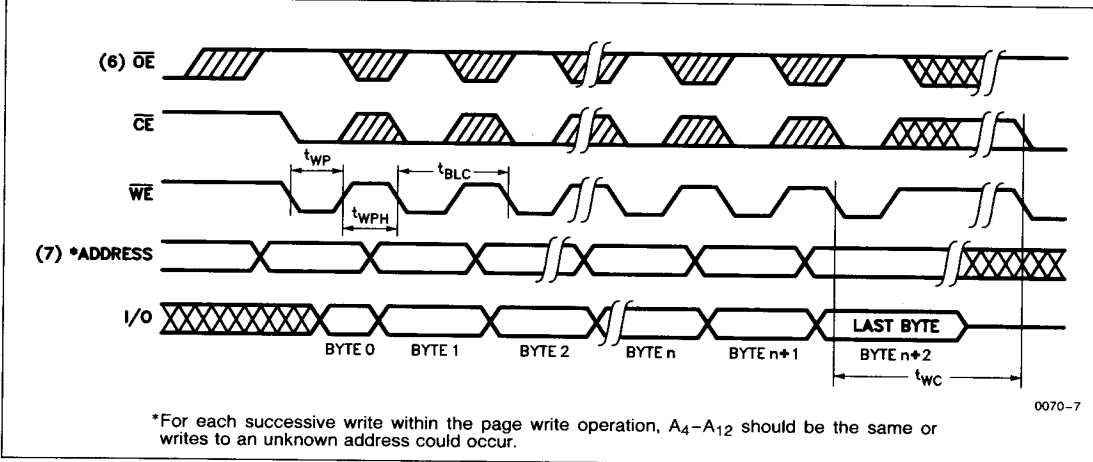 (6) OE
CE
tWP
tBLC
WE
tWPH
(7) *ADDRESS
I/O
LAST BYTE
BYTE 0 BYTE 1 BYTE 2 BYTE n BYTE n+1 BYTE n+2
tWC
0070-7
*For each successive write within the page write operation, A4–A12 should be the same or
writes to an unknown address could occur.